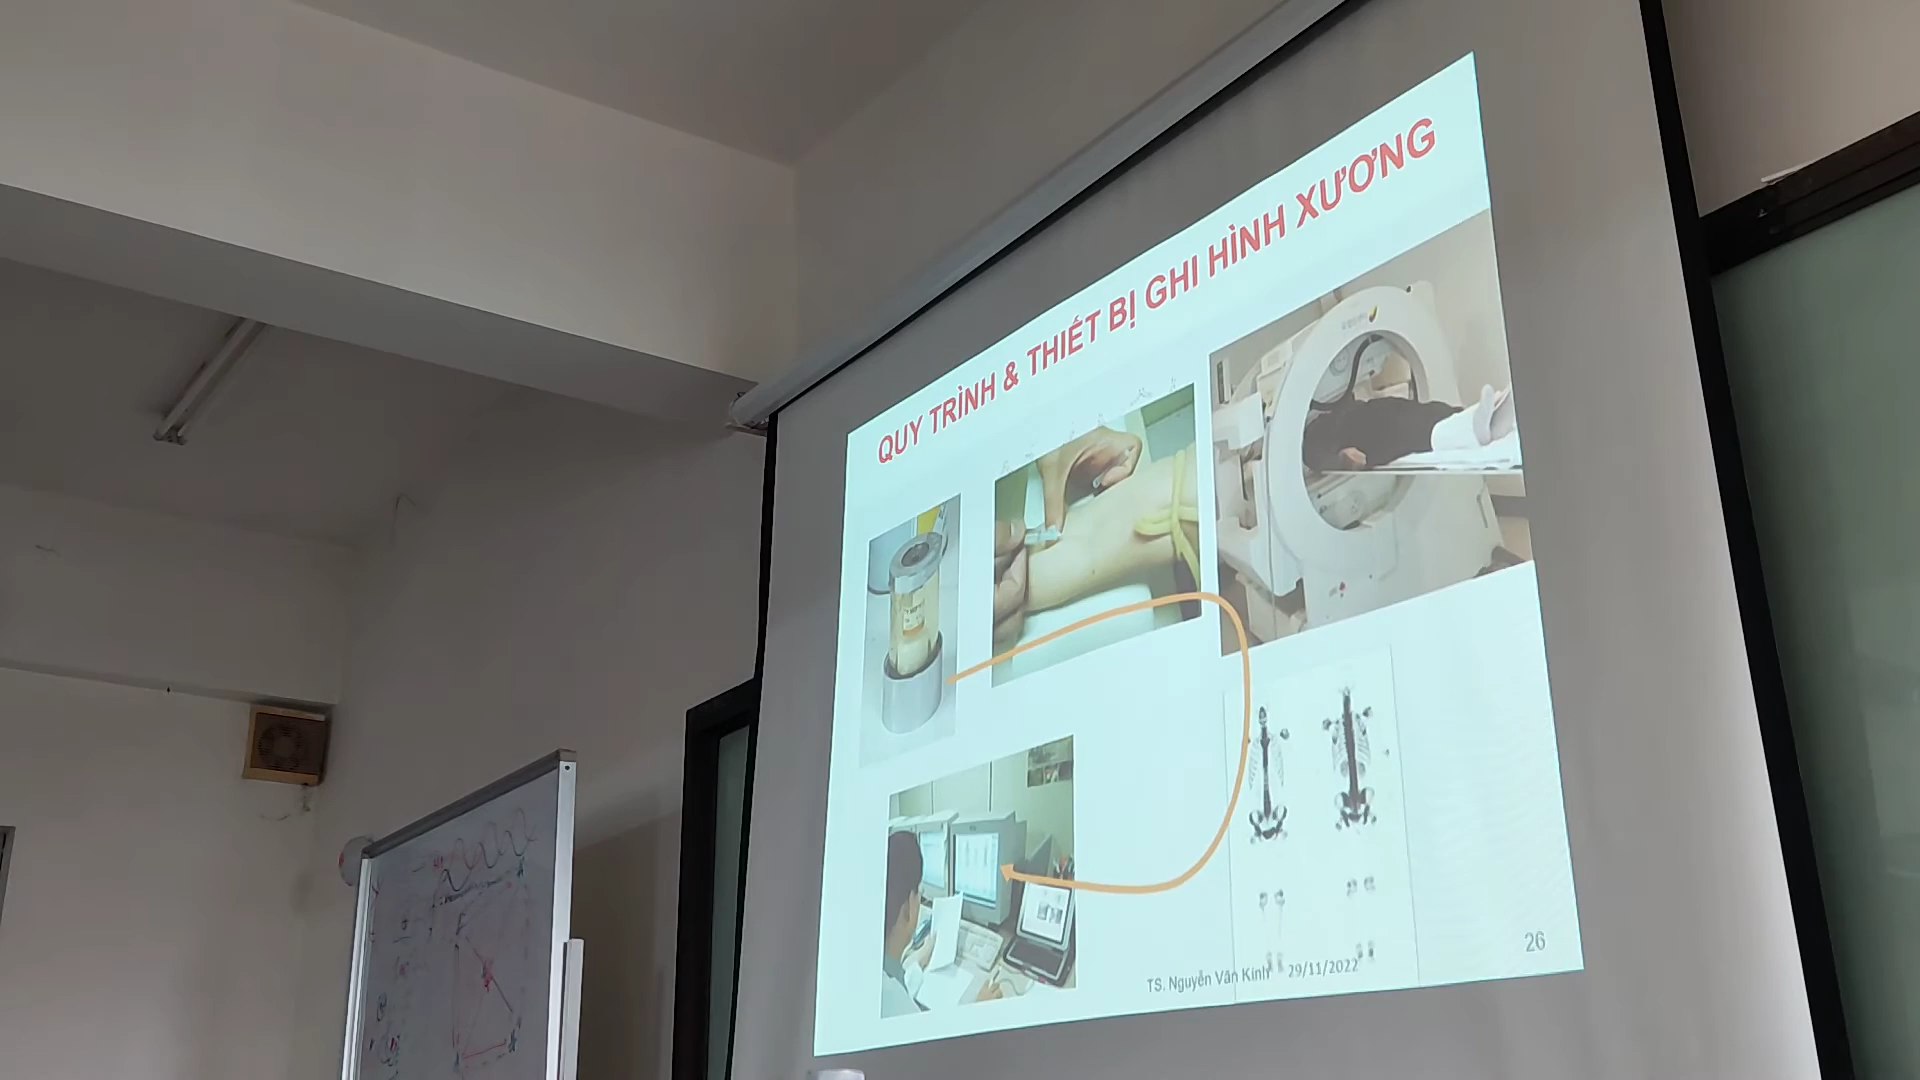 QUY TRÌNH & THIẾT BỊ GHI HÌNH XƯƠNG
TS. Nguyễn Văn Kính 29/11/2022
26